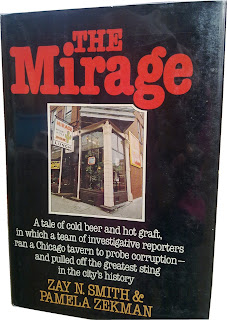 THE
Mirage
A tale of cold beer and hot graft,
in which a team of investigative reporters
ran a Chicago tavern to probe corruption—
and pulled off the greatest sting
in the city's history
ZAY N. SMITH &
PAMELA ZEKMAN